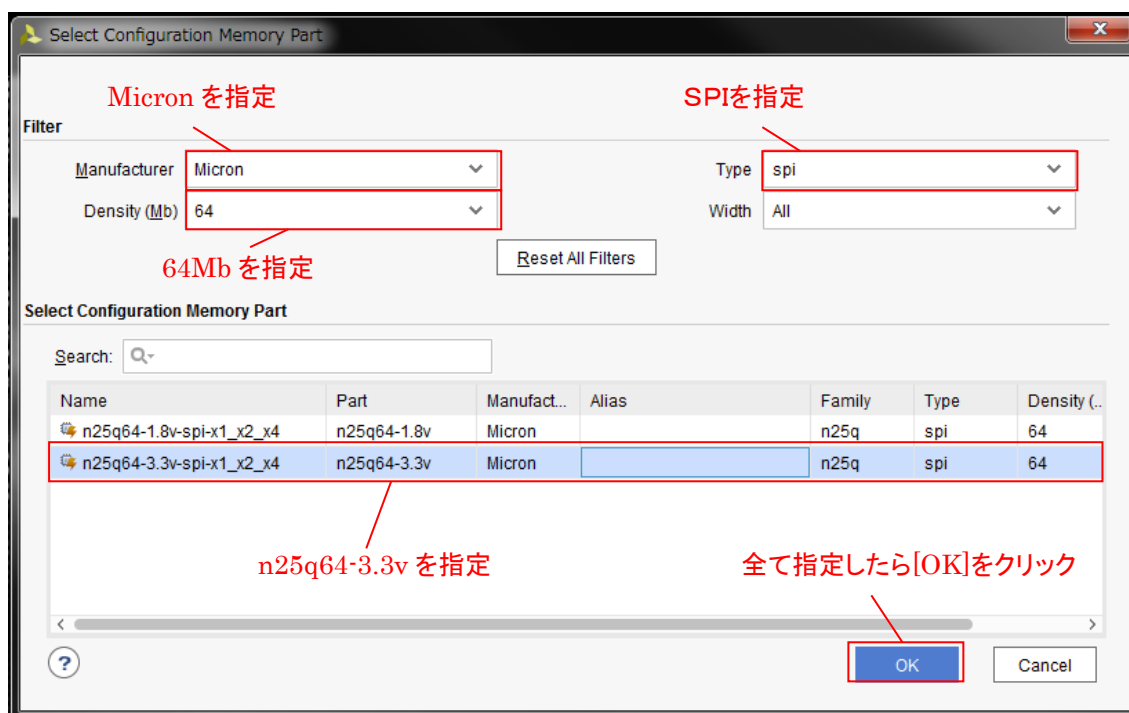 Select Configuration Memory Part
Micron を指定
SPIを指定
Filter
Manufacturer Micron Type spi
Density (Mb) 64 Width All
64Mb を指定
Reset All Filters
Select Configuration Memory Part
Search:
Name Part Manufact... Alias Family Type Density (..
n25q64-1.8v-spi-x1_x2_x4 n25q64-1.8v Micron n25q spi 64
n25q64-3.3v-spi-x1_x2_x4 n25q64-3.3v Micron n25q spi 64
n25q64-3.3v を指定
全て指定したら[OK]をクリック
? OK Cancel